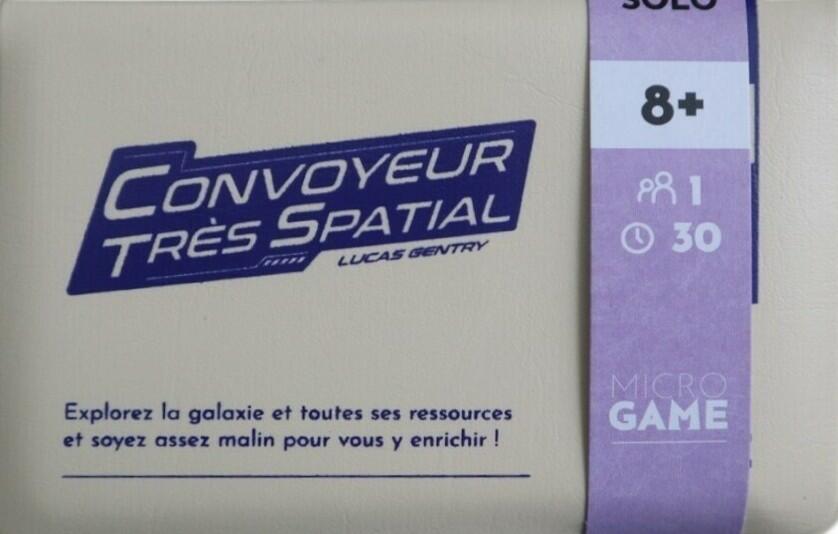 CONVOYEUR
TRÈS SPATIAL
LUCAS GENTRY
Explorez la galaxie et toutes ses ressources
et soyez assez malin pour vous y enrichir !
SOLO
8+
1
30
MICRO
GAME